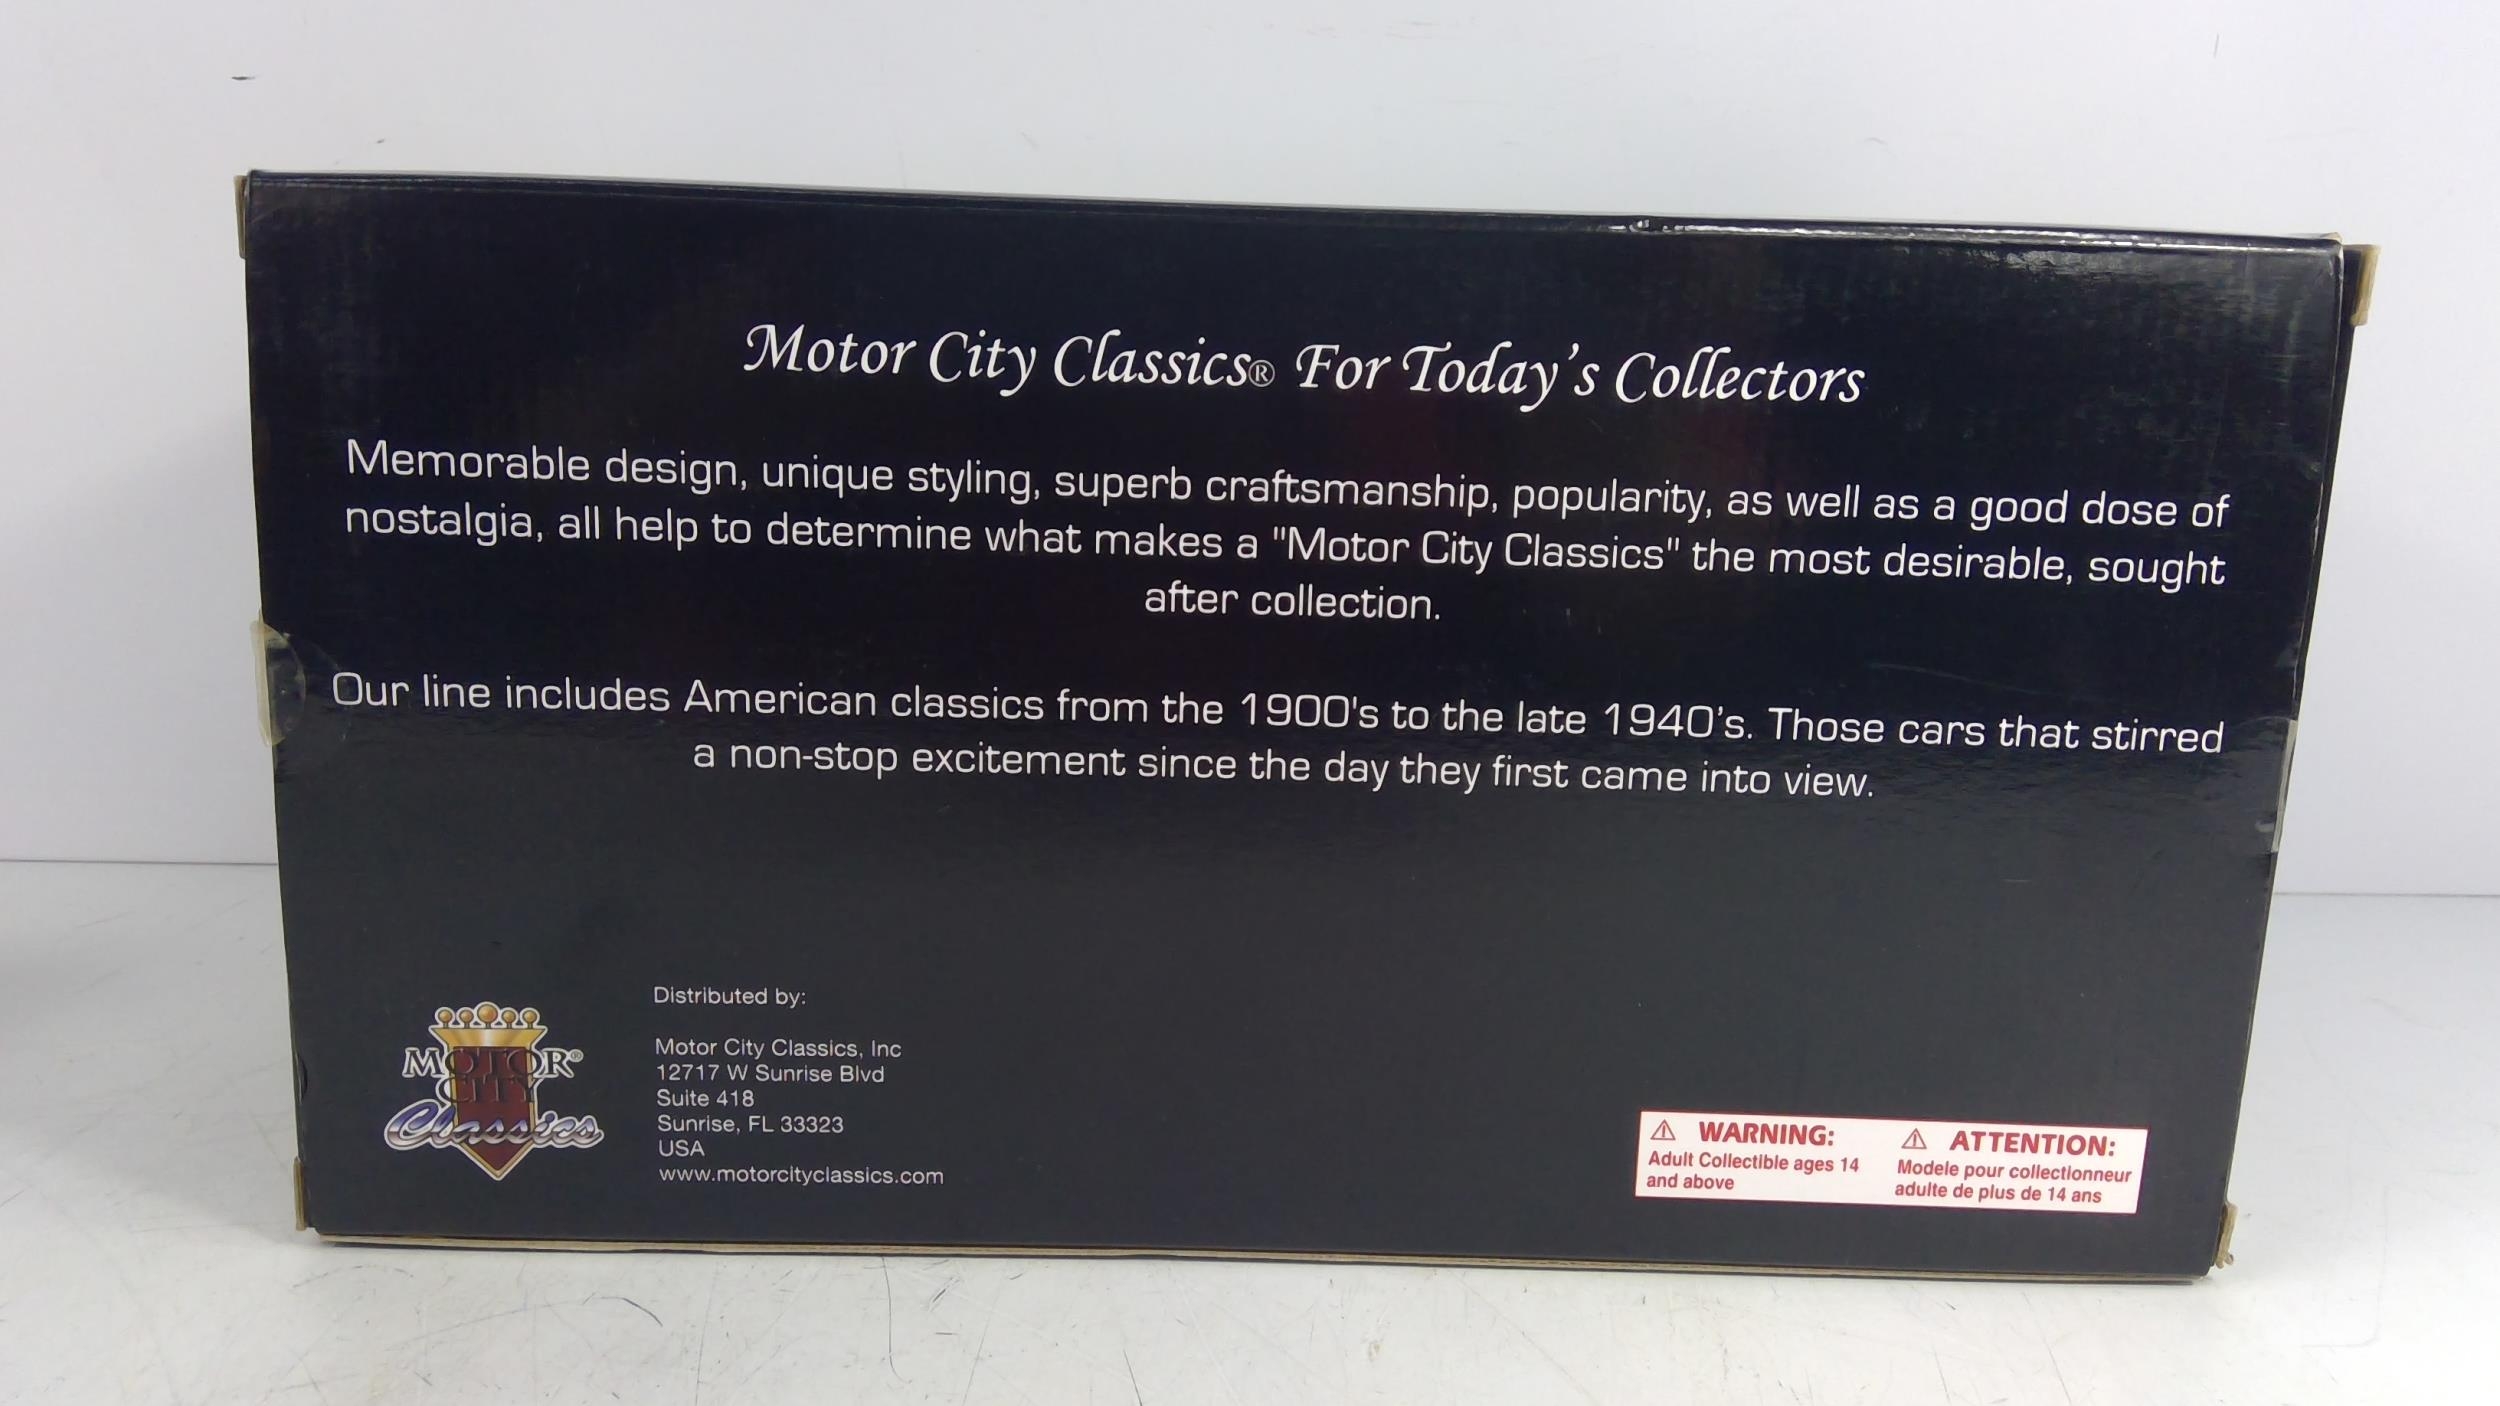 Motor City Classics® For Today's Collectors
Memorable design, unique styling, superb craftsmanship, popularity, as well as a good dose of
nostalgia, all help to determine what makes a "Motor City Classics" the most desirable, sought
after collection.
Our line includes American classics from the 1900's to the late 1940's. Those cars that stirred
a non-stop excitement since the day they first came into view.
MOTOR®
CITY
Classics
Distributed by:
Motor City Classics, Inc
12717 W Sunrise Blvd
Suite 418
Sunrise, FL 33323
USA
www.motorcityclassics.com
⚠ WARNING:
Adult Collectible ages 14
and above
⚠ ATTENTION:
Modele pour collectionneur
adulte de plus de 14 ans